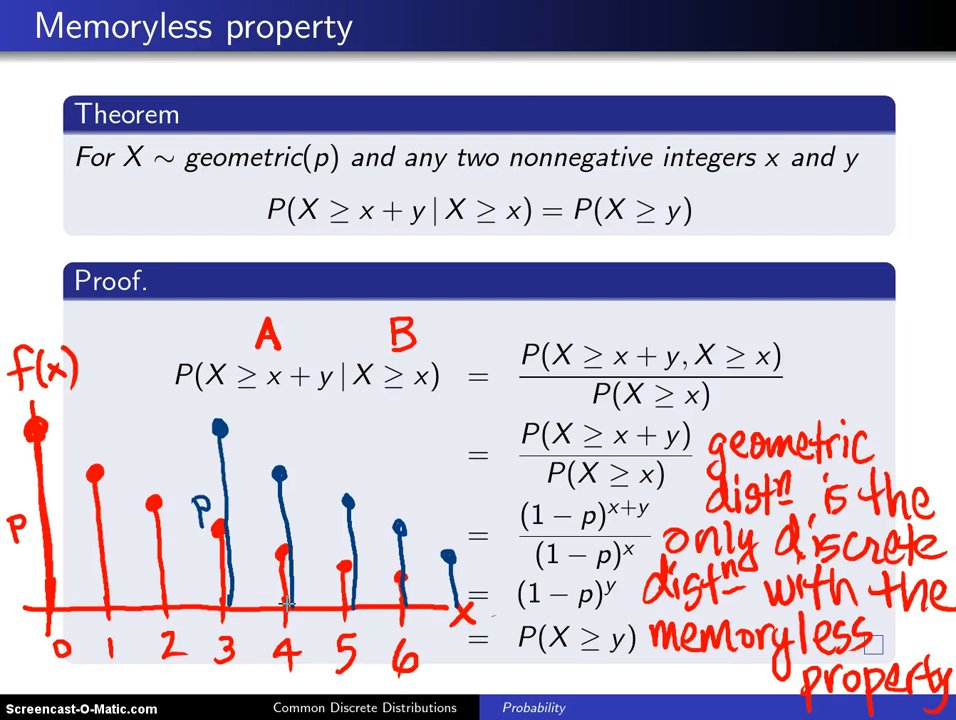 Memoryless property
Theorem
For X ∼ geometric(p) and any two nonnegative integers x and y
P(X ≥ x + y | X ≥ x) = P(X ≥ y)
Proof.
A B
P(X ≥ x + y | X ≥ x) = P(X ≥ x + y, X ≥ x) / P(X ≥ x)
= P(X ≥ x + y) / P(X ≥ x)
= (1 − p)^{x+y} / (1 − p)^x
= (1 − p)^y
= P(X ≥ y)
f(x)
p
p
0 1 2 3 4 5 6 x
geometric
distⁿ is the
only discrete
distⁿ with the
memoryless
property
Screencast-O-Matic.com Common Discrete Distributions Probability